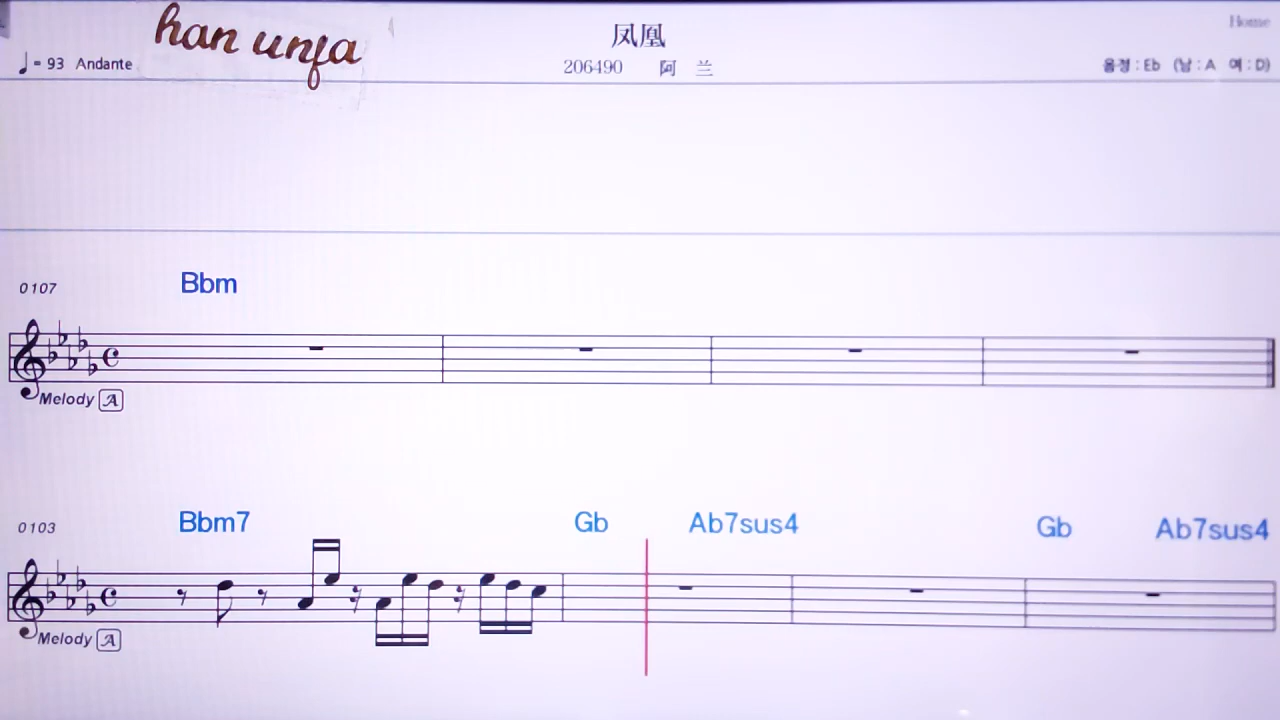 han unfa
凤凰
Home
♩= 93 Andante
206490 阿 兰
음정 : Eb (남 : A 여 : D)
Bbm
0107
Melody A
0103 Bbm7 Gb Ab7sus4 Gb Ab7sus4
Melody A